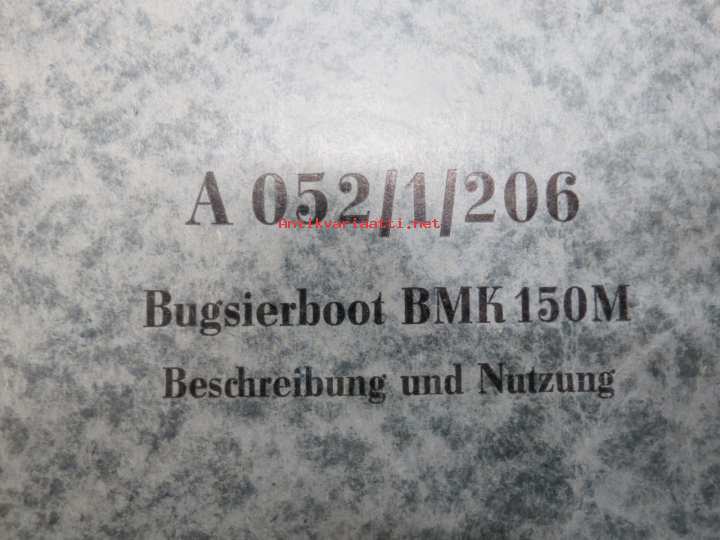 A 052/1/206
Antikvariaatti.net
Bugsierboot BMK 150M
Beschreibung und Nutzung